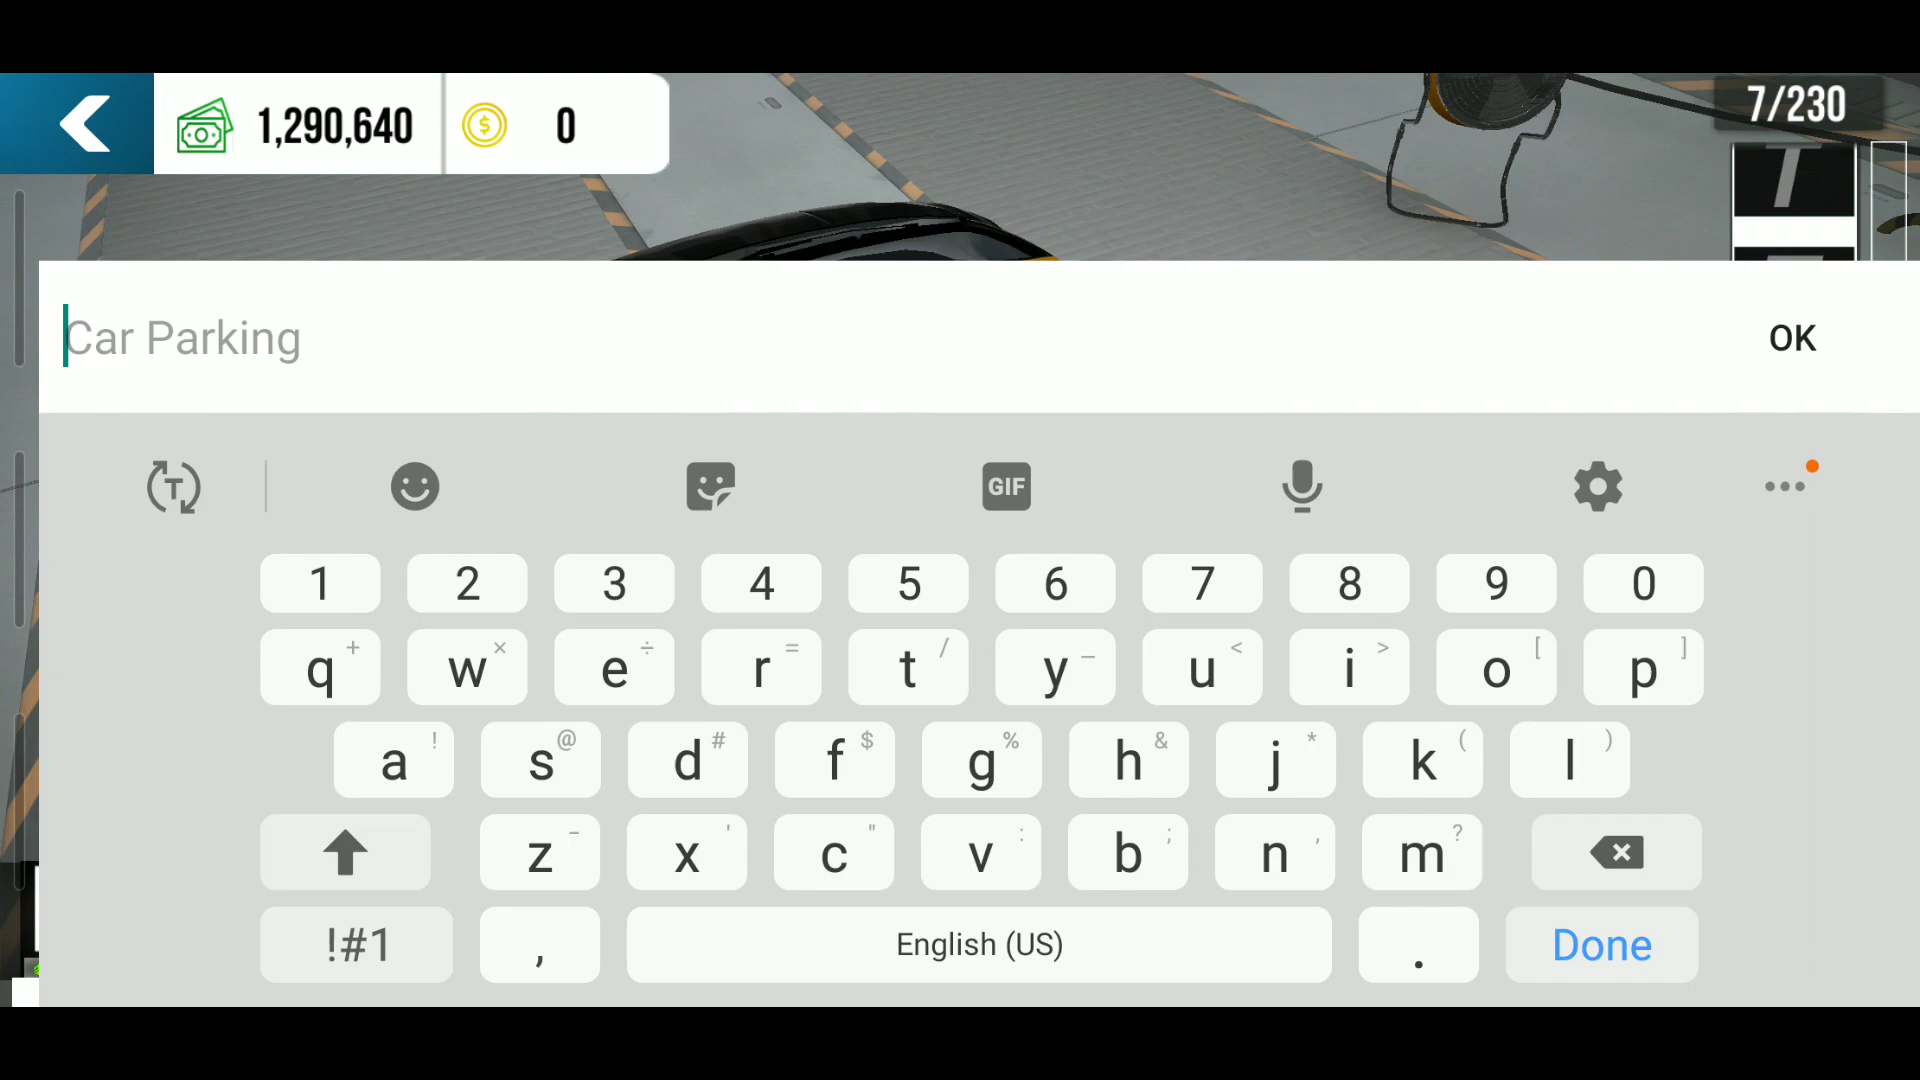 1,290,640 0 7/230
T
Car Parking OK
T GIF
1 2 3 4 5 6 7 8 9 0
q + w × e ÷ r = t / y _ u < i > o [ p ]
a ! s @ d # f $ g % h & j * k ( l )
z - x ' c " v : b ; n , m ?
!#1 , English (US) . Done